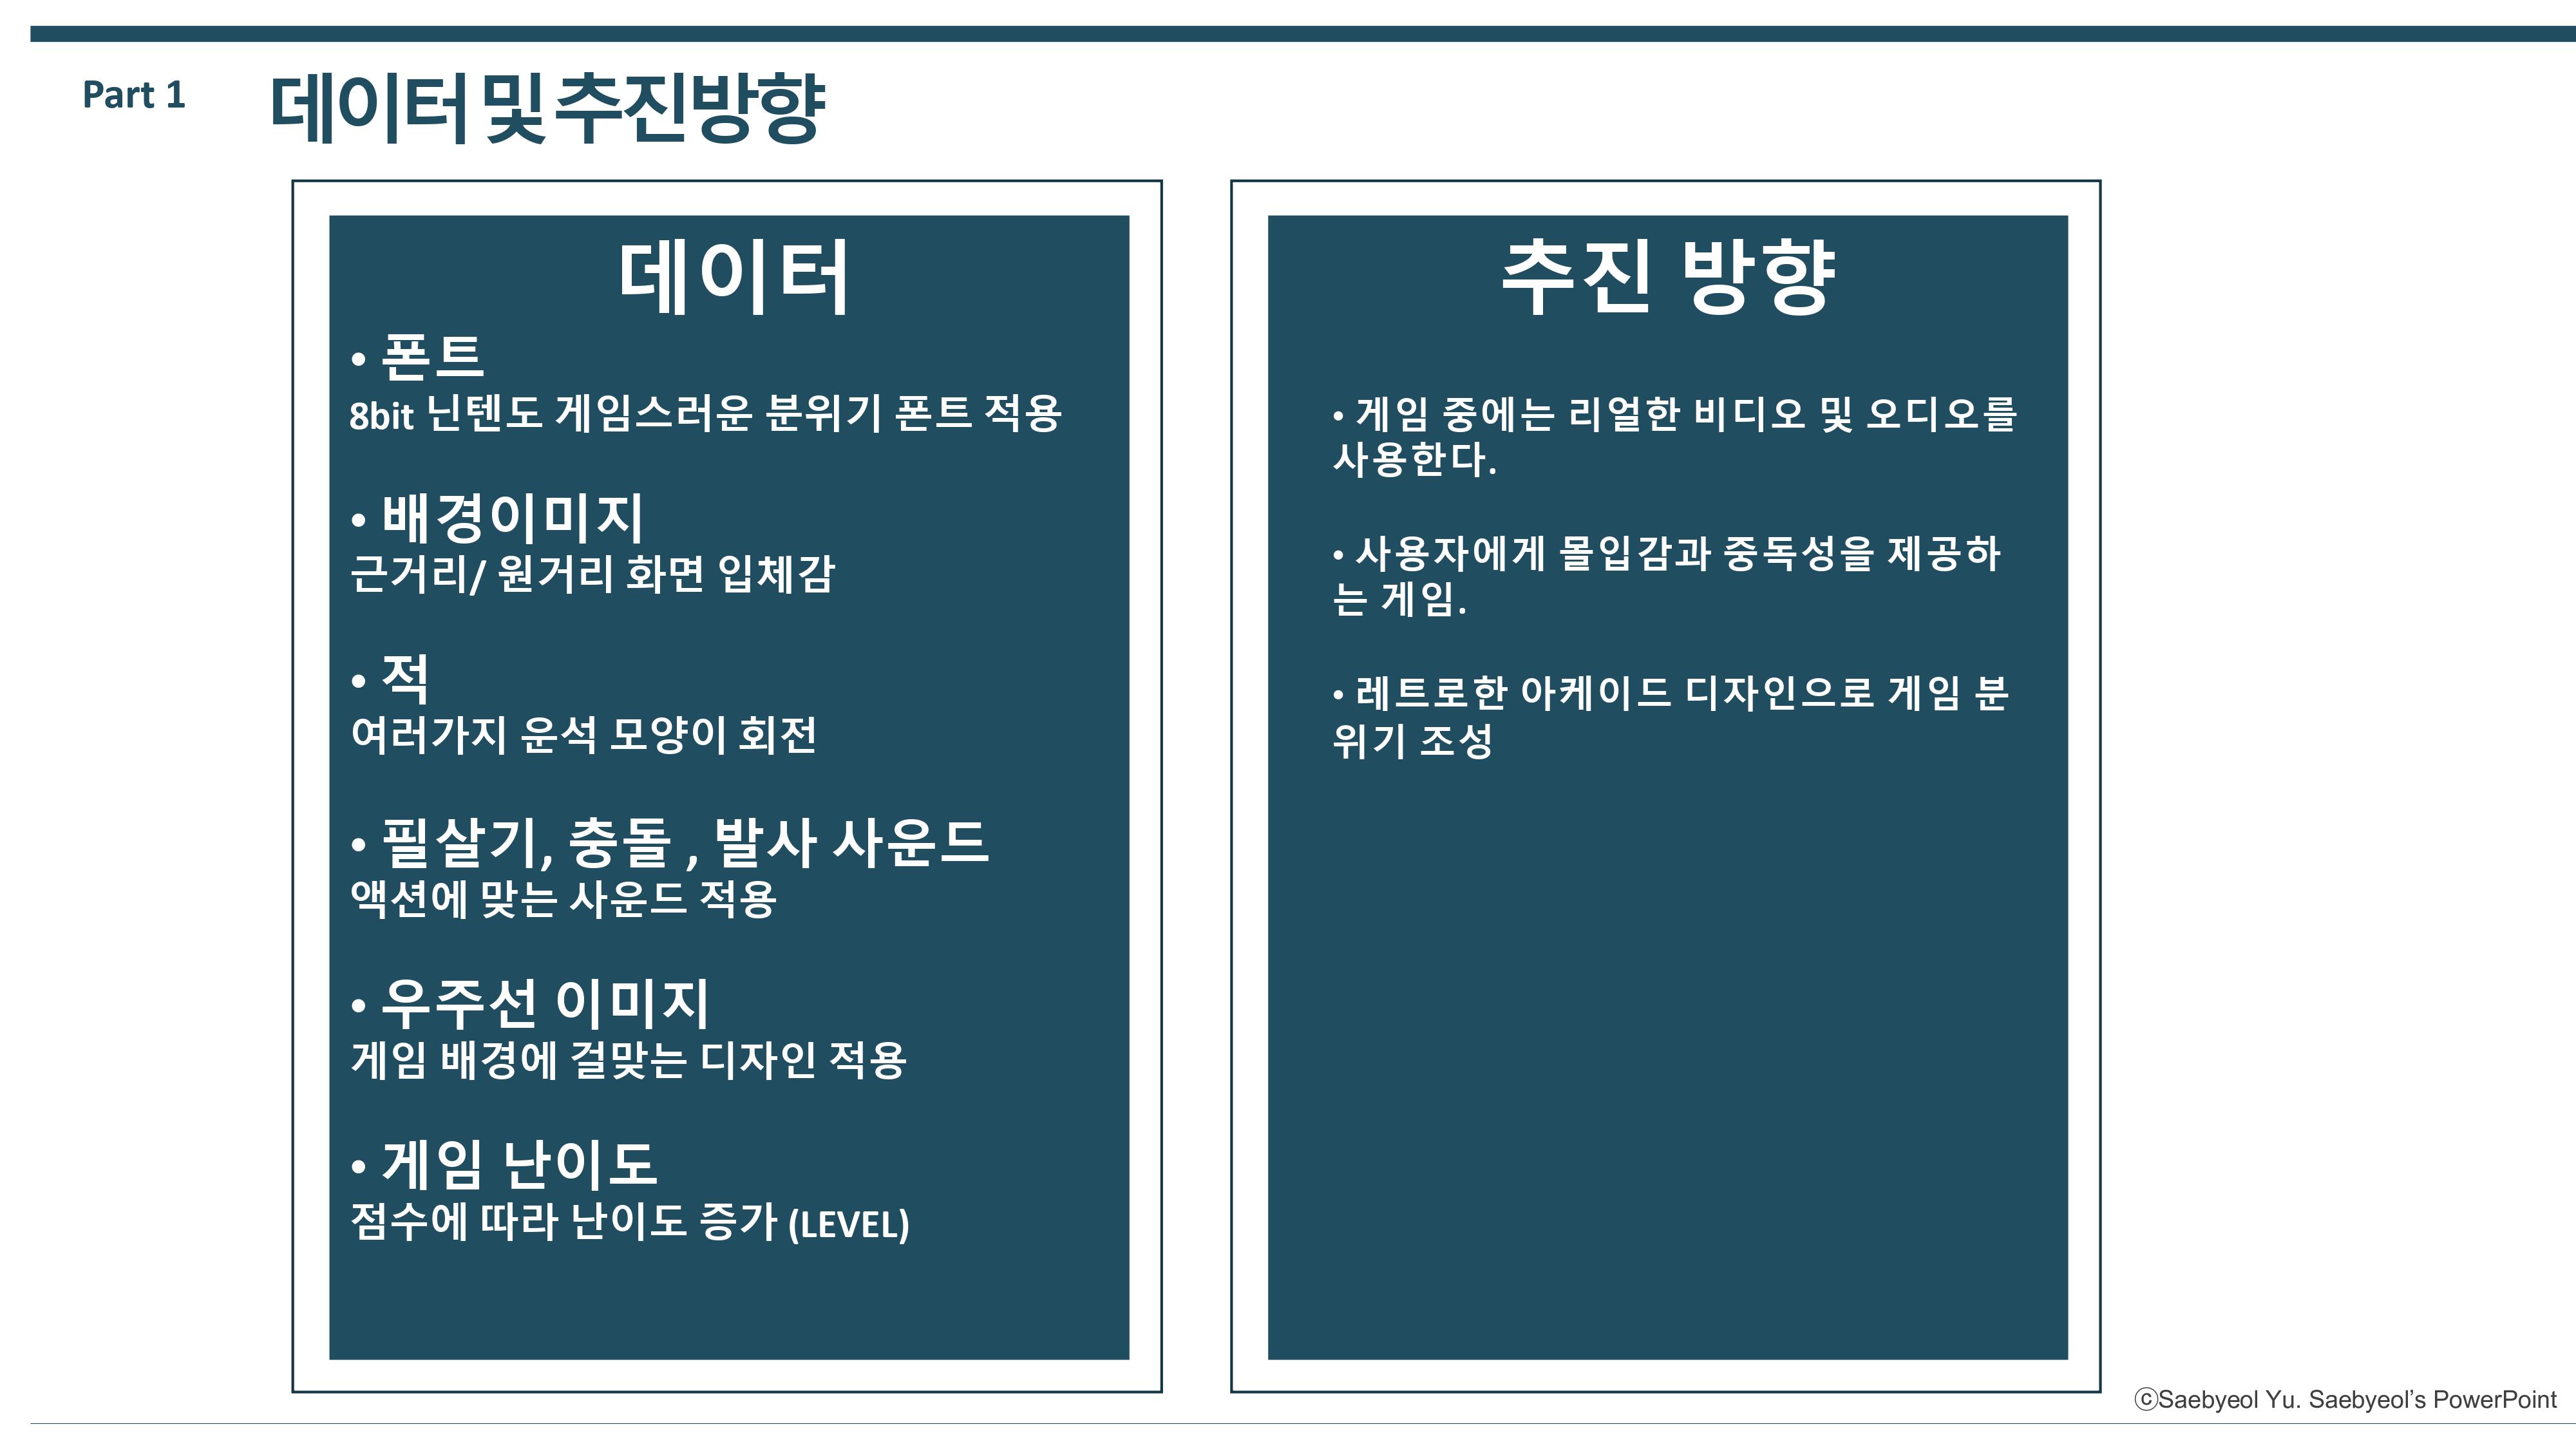 Part 1
데이터 및 추진방향
데이터
• 폰트
8bit 닌텐도 게임스러운 분위기 폰트 적용
• 배경이미지
근거리/ 원거리 화면 입체감
• 적
여러가지 운석 모양이 회전
• 필살기, 충돌 , 발사 사운드
액션에 맞는 사운드 적용
• 우주선 이미지
게임 배경에 걸맞는 디자인 적용
• 게임 난이도
점수에 따라 난이도 증가 (LEVEL)
추진 방향
• 게임 중에는 리얼한 비디오 및 오디오를
사용한다.
• 사용자에게 몰입감과 중독성을 제공하
는 게임.
• 레트로한 아케이드 디자인으로 게임 분
위기 조성
ⓒSaebyeol Yu. Saebyeol’s PowerPoint